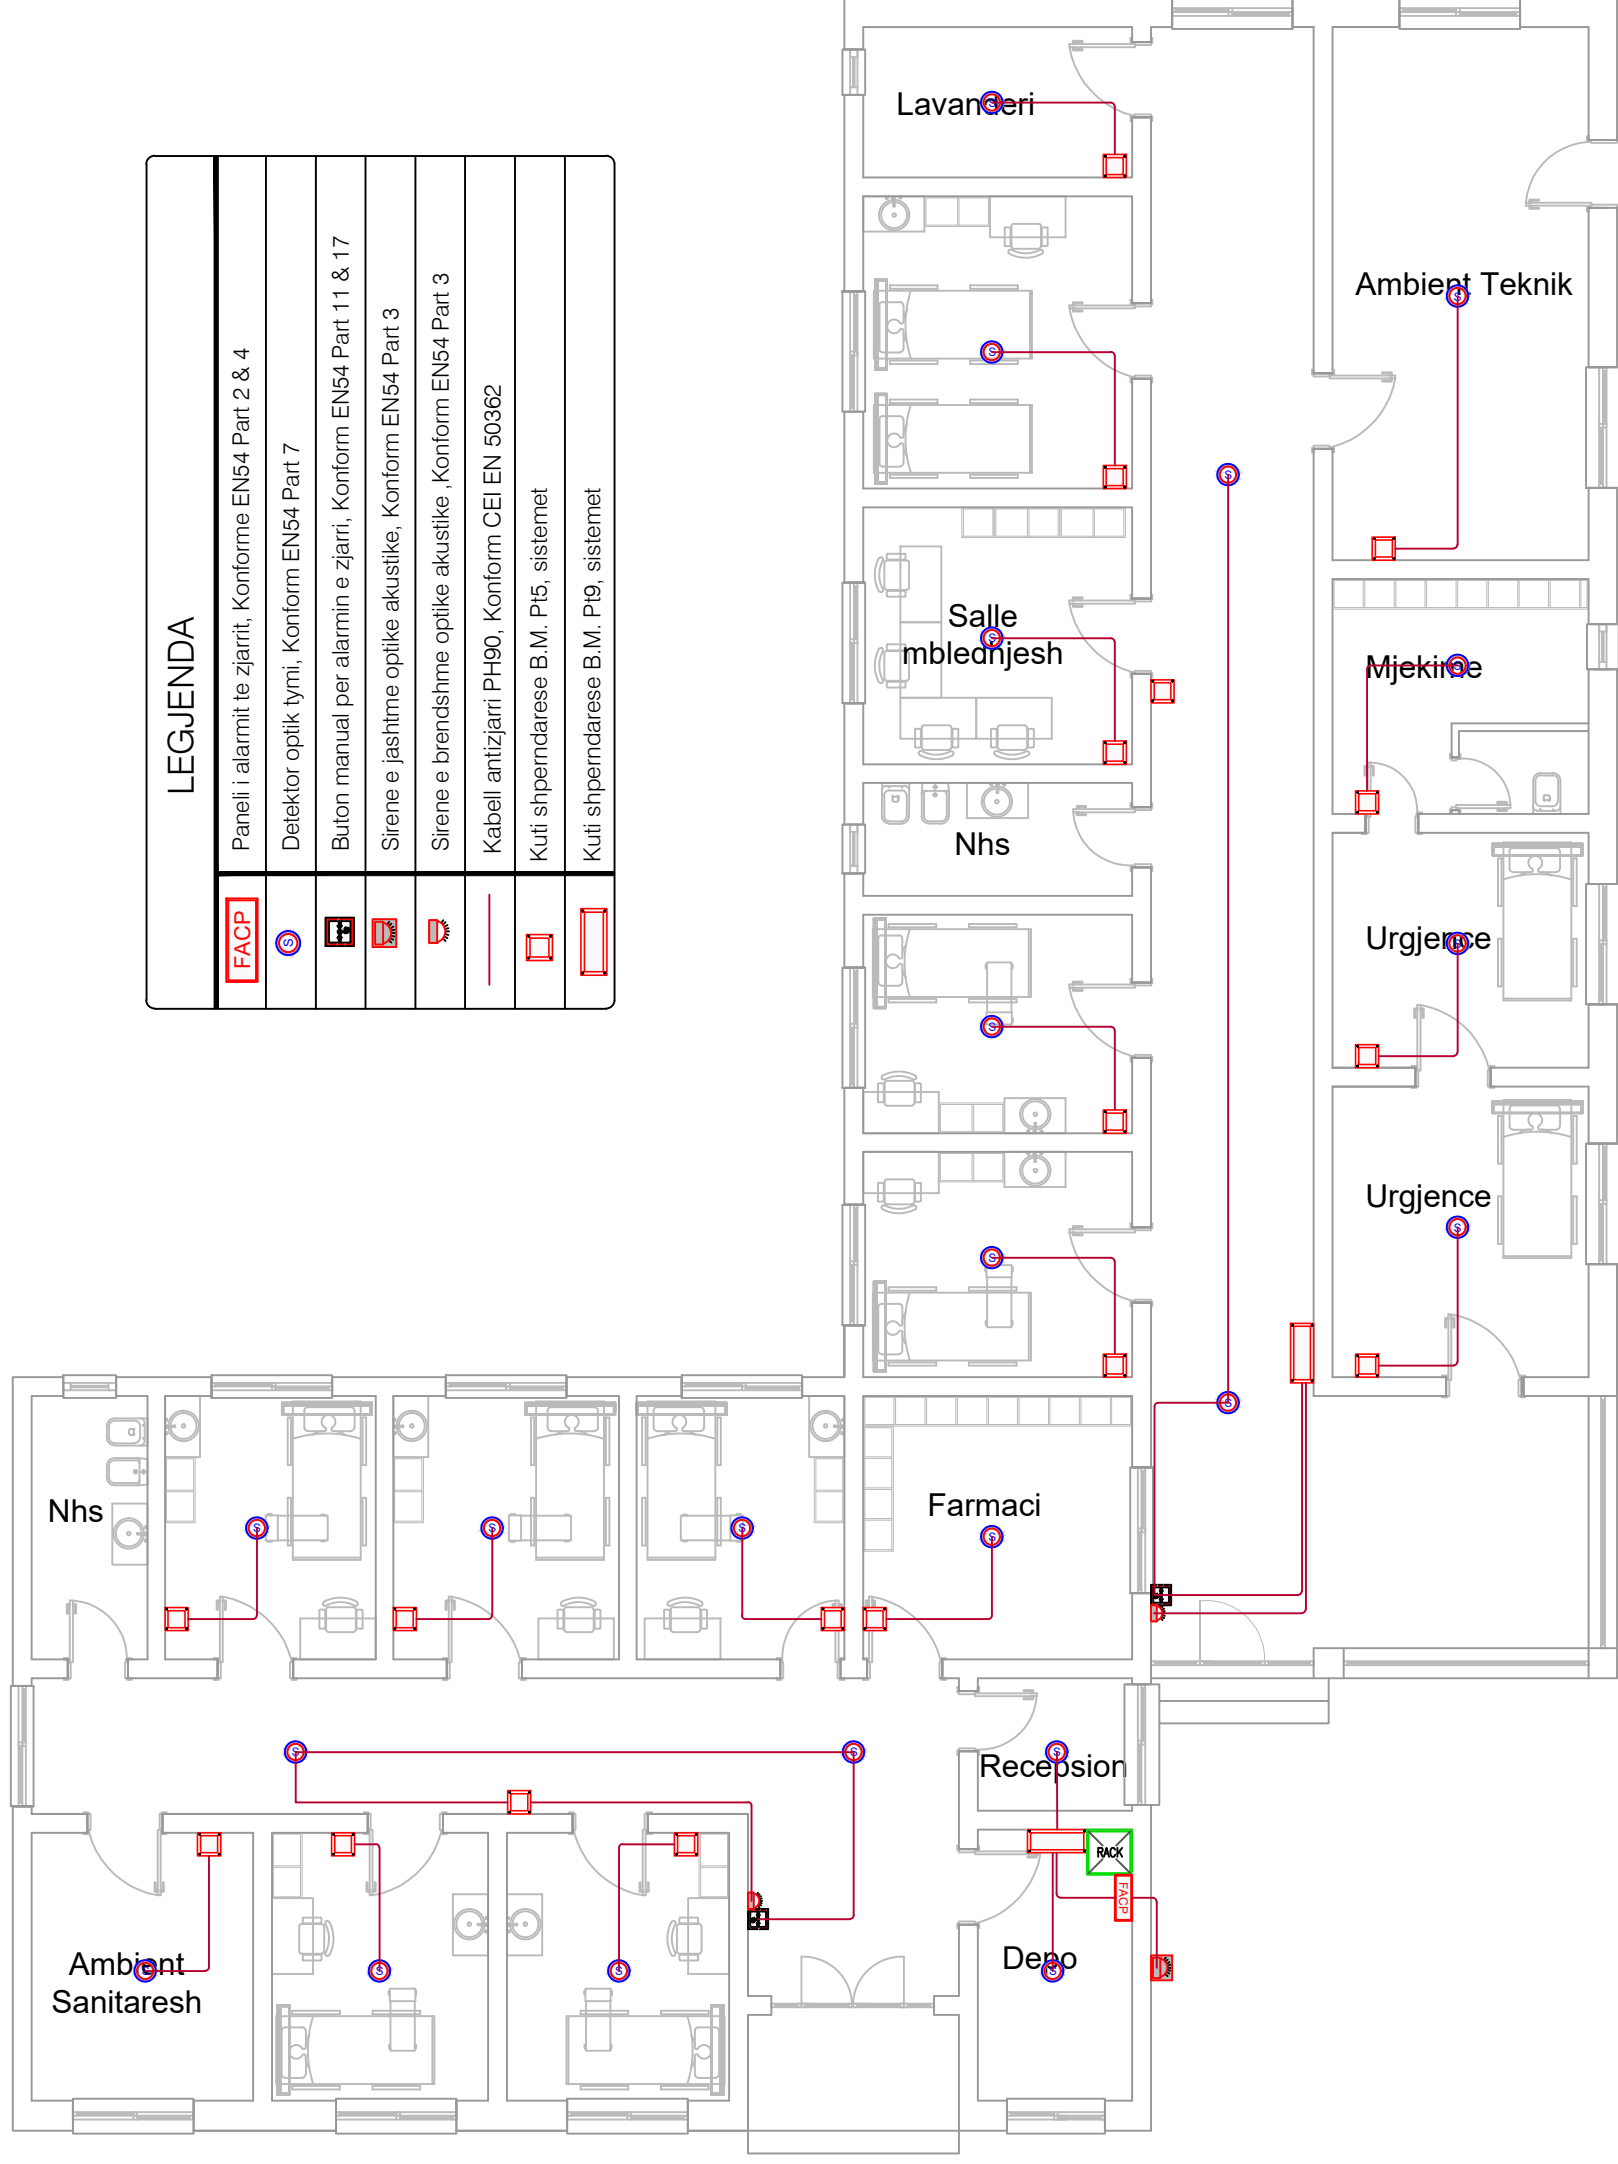 LEGJENDA
FACP
Paneli i alarmit te zjarrit, Konforme EN54 Part 2 & 4
S
Detektor optik tymi, Konform EN54 Part 7
Buton manual per alarmin e zjarri, Konform EN54 Part 11 & 17
Sirene e jashtme optike akustike, Konform EN54 Part 3
Sirene e brendshme optike akustike ,Konform EN54 Part 3
Kabell antizjarri PH90, Konform CEI EN 50362
Kuti shperndarese B.M. Pt5, sistemet
Kuti shperndarese B.M. Pt9, sistemet
Lavanderi
Ambient Teknik
Salle
mblednjesh
Mjekime
Nhs
Urgjence
Urgjence
Nhs
Farmaci
Recepsion
RACK
FACP
Depo
Ambient
Sanitaresh